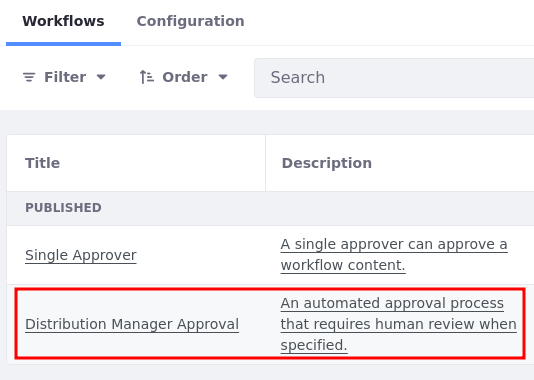 Workflows Configuration
Filter Order Search
Title Description
PUBLISHED
Single Approver
A single approver can approve a
workflow content.
Distribution Manager Approval
An automated approval process
that requires human review when
specified.